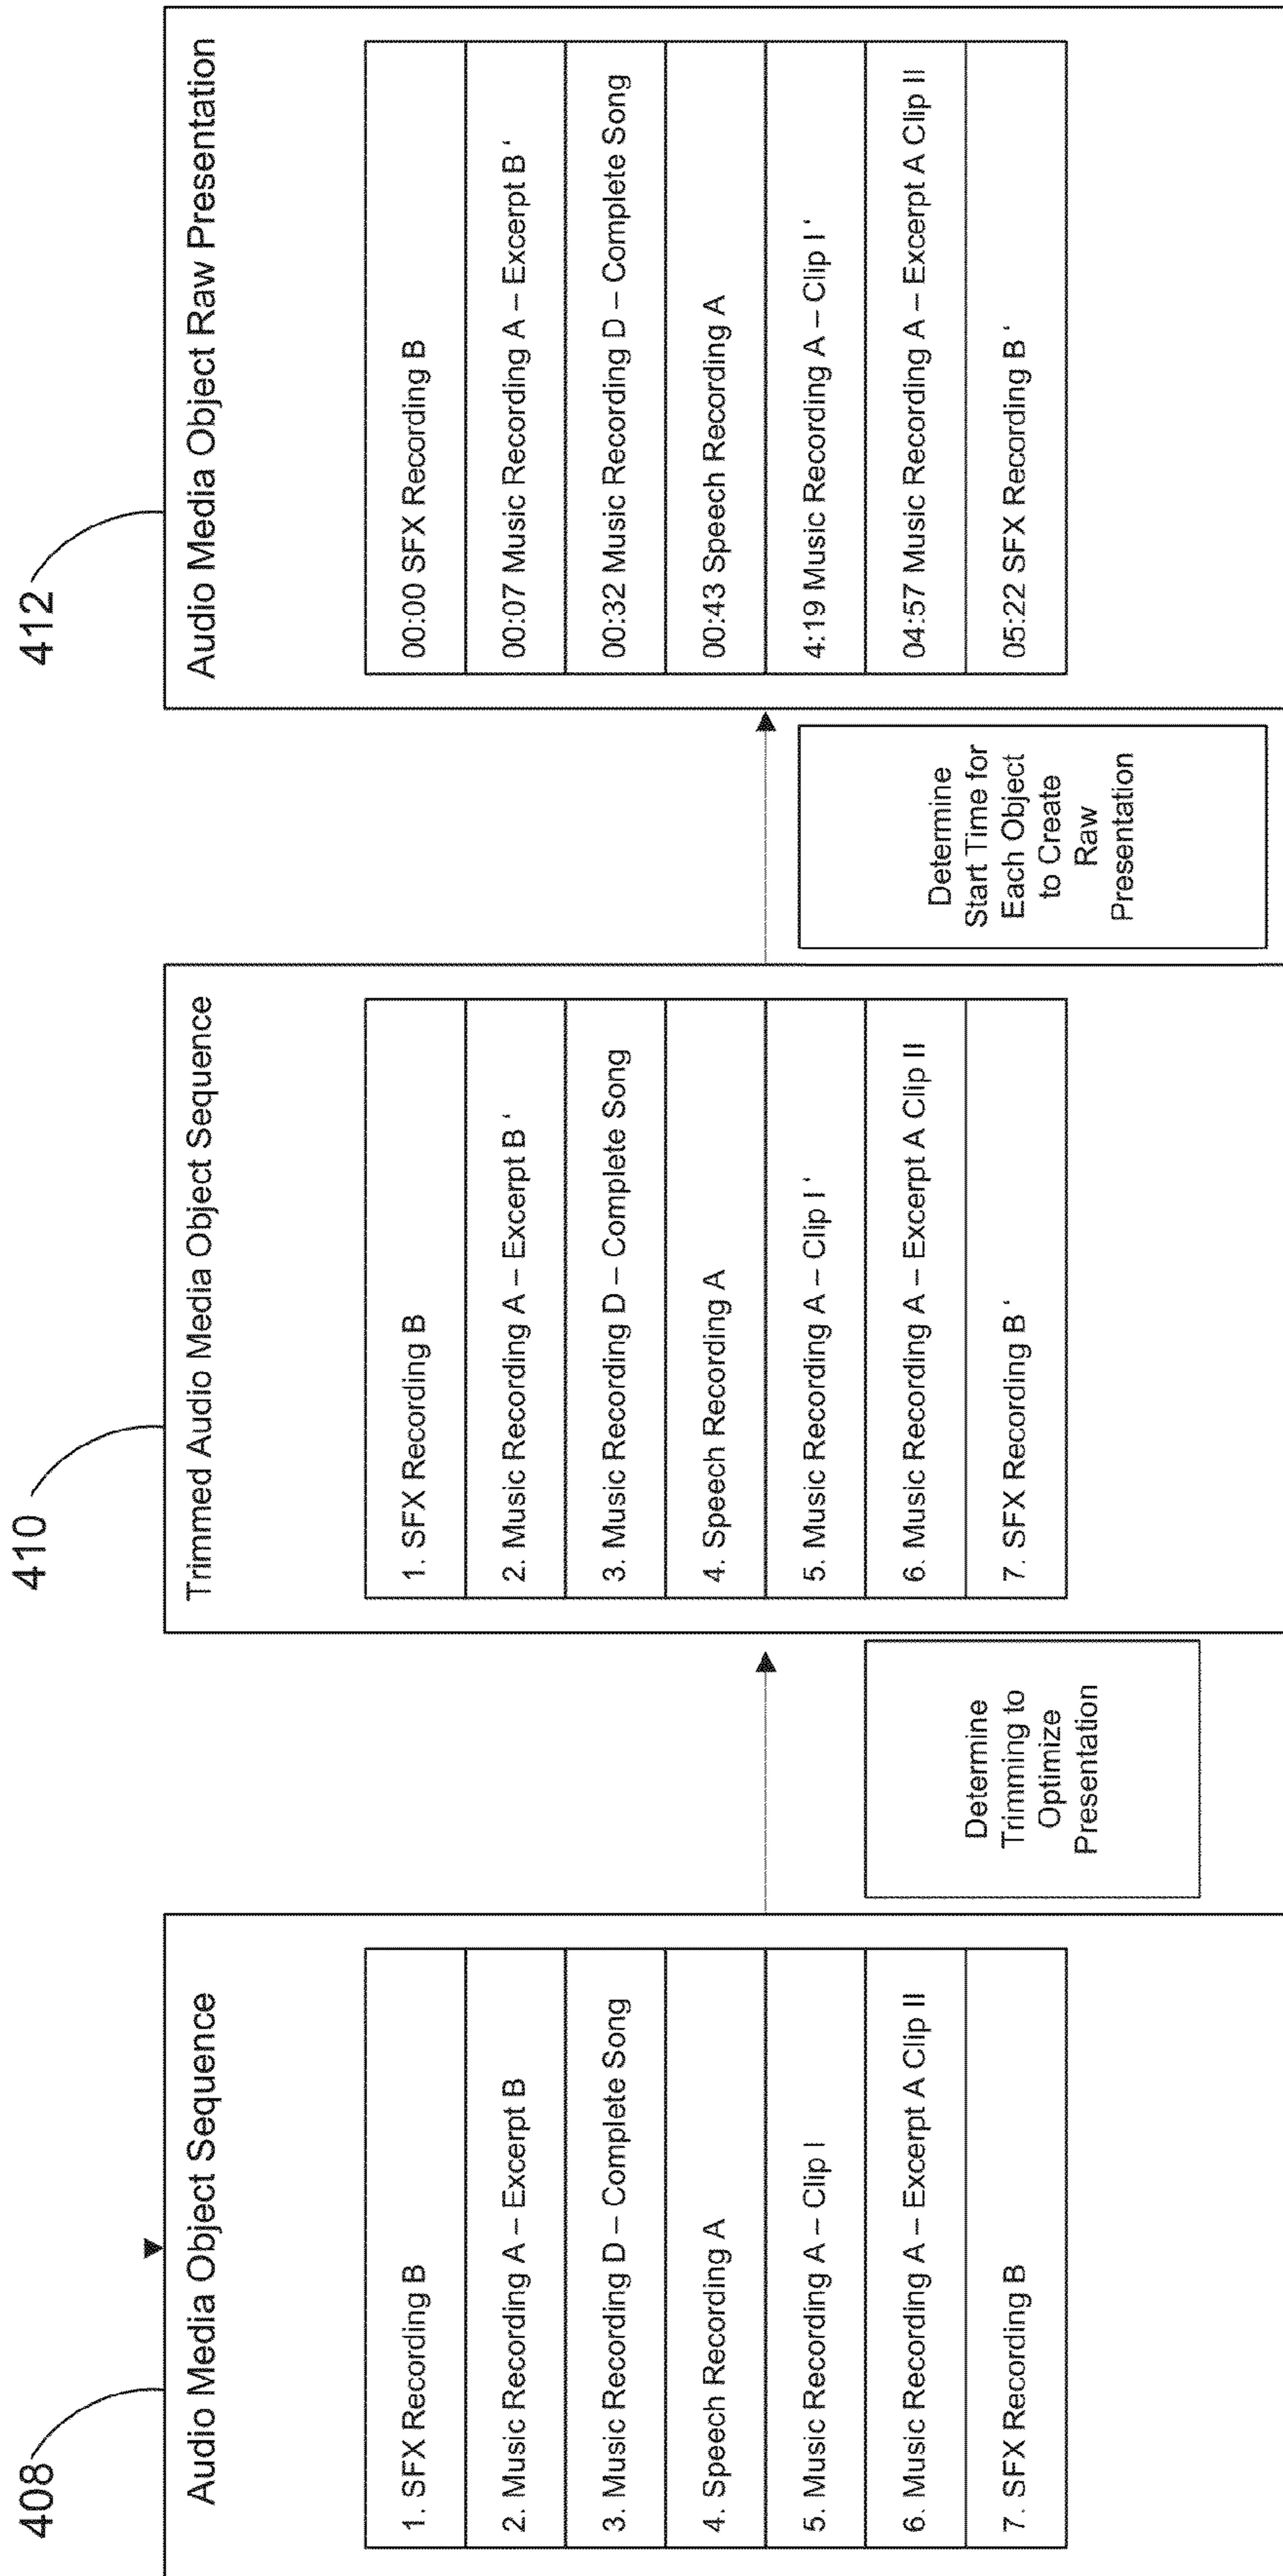 408
Audio Media Object Sequence
1. SFX Recording B
2. Music Recording A – Excerpt B
3. Music Recording D – Complete Song
4. Speech Recording A
5. Music Recording A – Clip I
6. Music Recording A – Excerpt A Clip II
7. SFX Recording B
Determine
Trimming to
Optimize
Presentation
410
Trimmed Audio Media Object Sequence
1. SFX Recording B
2. Music Recording A – Excerpt B ‘
3. Music Recording D – Complete Song
4. Speech Recording A
5. Music Recording A – Clip I ‘
6. Music Recording A – Excerpt A Clip II
7. SFX Recording B ‘
Determine
Start Time for
Each Object
to Create
Raw
Presentation
412
Audio Media Object Raw Presentation
00:00 SFX Recording B
00:07 Music Recording A – Excerpt B ‘
00:32 Music Recording D – Complete Song
00:43 Speech Recording A
4:19 Music Recording A – Clip I ‘
04:57 Music Recording A – Excerpt A Clip II
05:22 SFX Recording B ‘